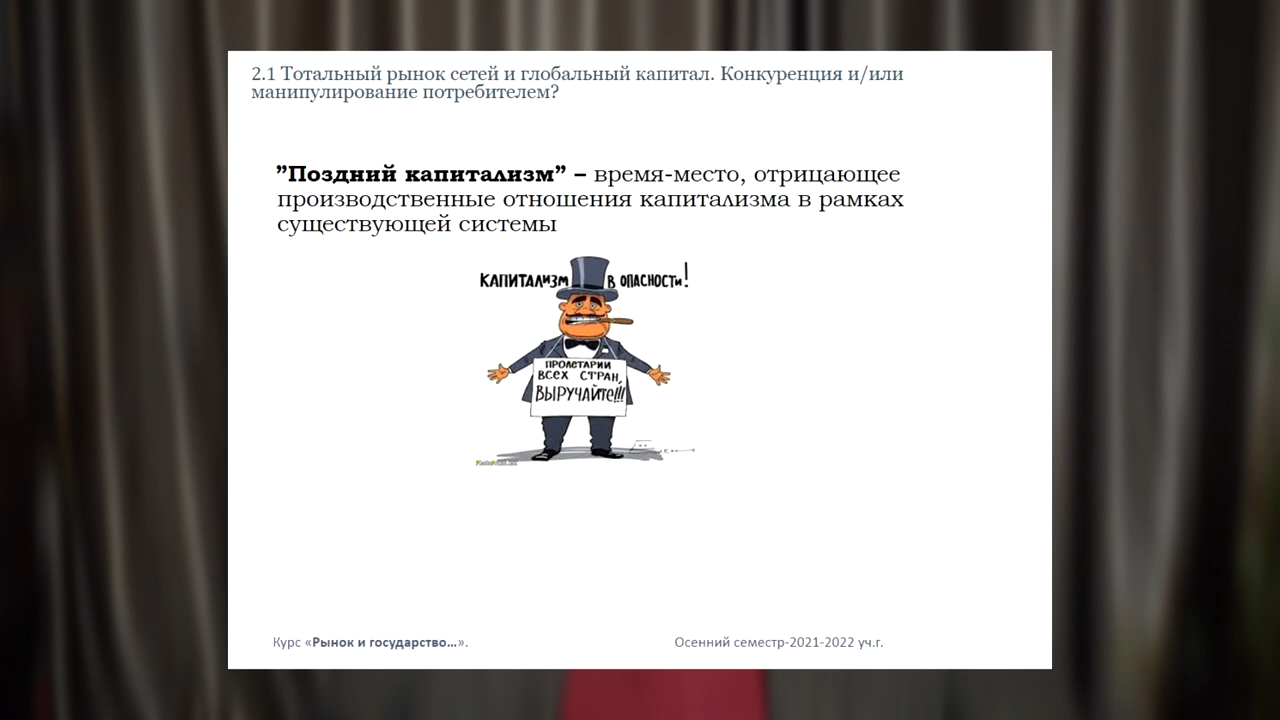 2.1 Тотальный рынок сетей и глобальный капитал. Конкуренция и/или
манипулирование потребителем?
”Поздний капитализм” – время-место, отрицающее
производственные отношения капитализма в рамках
существующей системы
КАПИТАЛИЗМ В ОПАСНОСТИ!
ПРОЛЕТАРИИ
ВСЕХ СТРАН,
ВЫРУЧАЙТЕ!!!
Курс «Рынок и государство…».
Осенний семестр-2021-2022 уч.г.